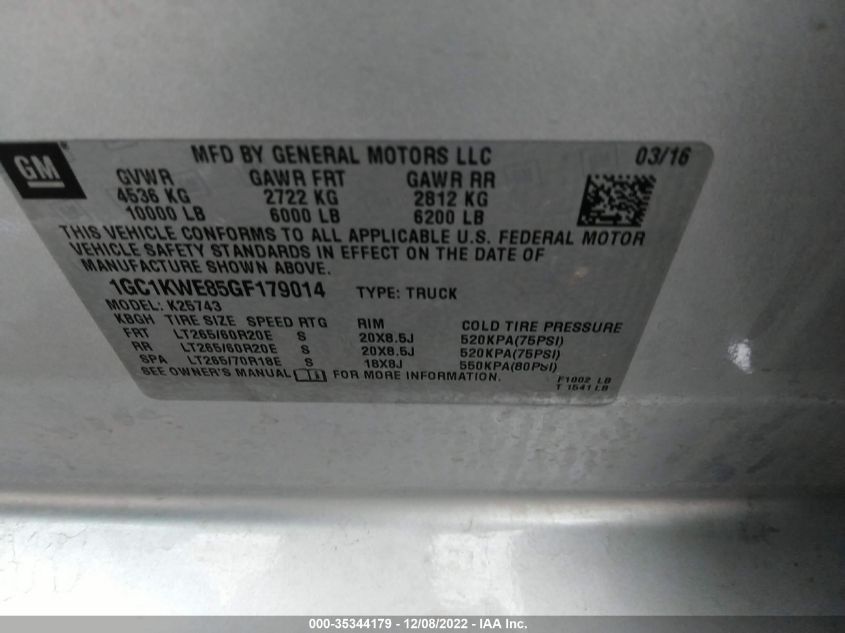 GM
MFD BY GENERAL MOTORS LLC 03/16
GVWR GAWR FRT GAWR RR
4536 KG 2722 KG 2812 KG
10000 LB 6000 LB 6200 LB
THIS VEHICLE CONFORMS TO ALL APPLICABLE U.S. FEDERAL MOTOR
VEHICLE SAFETY STANDARDS IN EFFECT ON THE DATE OF
MANUFACTURE SHOWN ABOVE.
1GC1KWE85GF179014 TYPE: TRUCK
MODEL: K25743
KBGH TIRE SIZE SPEED RTG RIM COLD TIRE PRESSURE
FRT LT265/60R20E S 20X8.5J 520KPA(75PSI)
RR LT265/60R20E S 20X8.5J 520KPA(75PSI)
SPA LT265/70R18E S 18X8J 550KPA(80PSI)
SEE OWNER'S MANUAL FOR MORE INFORMATION.
F1002 LB
T 1541 LB
000-35344179 - 12/08/2022 - IAA Inc.